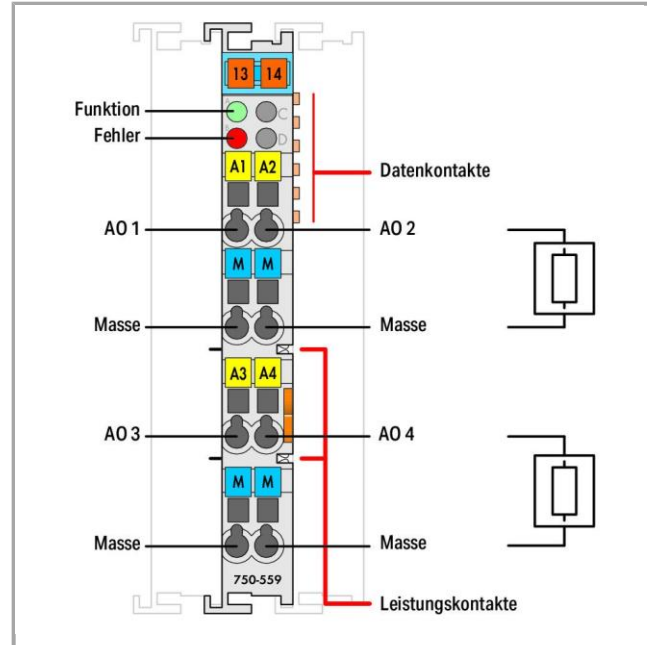 13 14
A C
Funktion
Fehler
D
A1 A2
Datenkontakte
AO 1 AO 2
M M
Masse Masse
A3 A4
AO 3 AO 4
M M
Masse Masse
750-559
Leistungskontakte